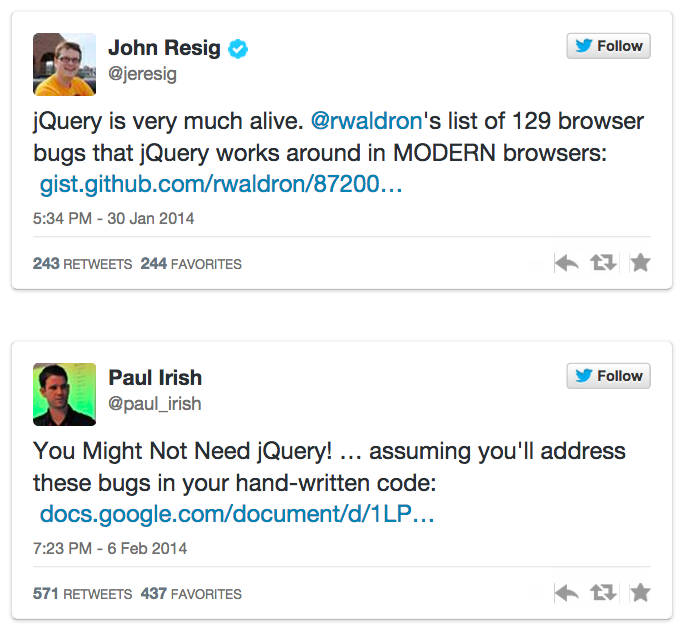 John Resig
@jeresig
Follow
jQuery is very much alive. @rwaldron's list of 129 browser
bugs that jQuery works around in MODERN browsers:
gist.github.com/rwaldron/87200…
5:34 PM - 30 Jan 2014
243 RETWEETS 244 FAVORITES
Paul Irish
@paul_irish
Follow
You Might Not Need jQuery! … assuming you'll address
these bugs in your hand-written code:
docs.google.com/document/d/1LP…
7:23 PM - 6 Feb 2014
571 RETWEETS 437 FAVORITES